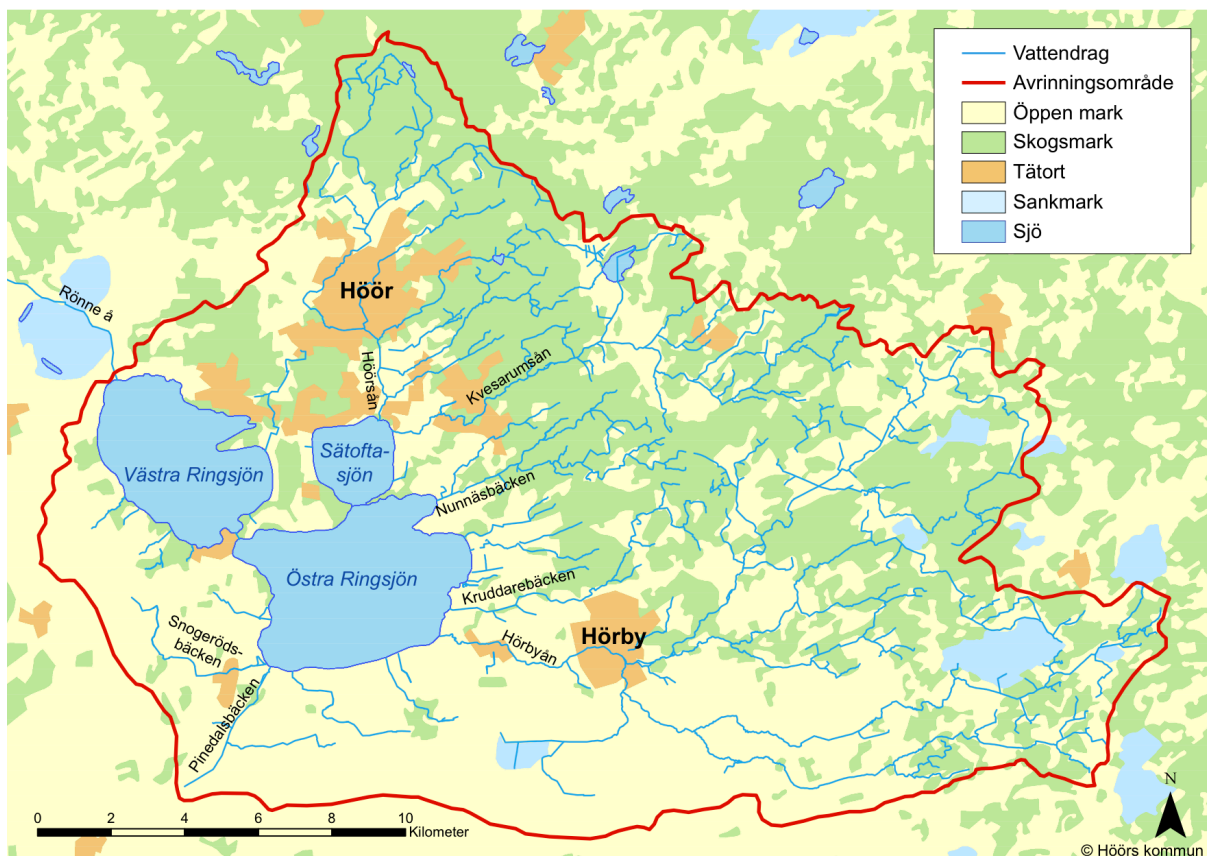 Vattendrag
Avrinningsområde
Öppen mark
Skogsmark
Tätort
Sankmark
Sjö
Rönne å
Höör
Höörsån
Kvesarumsån
Västra Ringsjön
Sätofta-
sjön
Nunnäsbäcken
Östra Ringsjön
Kruddarebäcken
Snogeröds-
bäcken
Hörbyån
Hörby
Pinedalsbäcken
N
0 2 4 6 8 10
Kilometer
© Höörs kommun